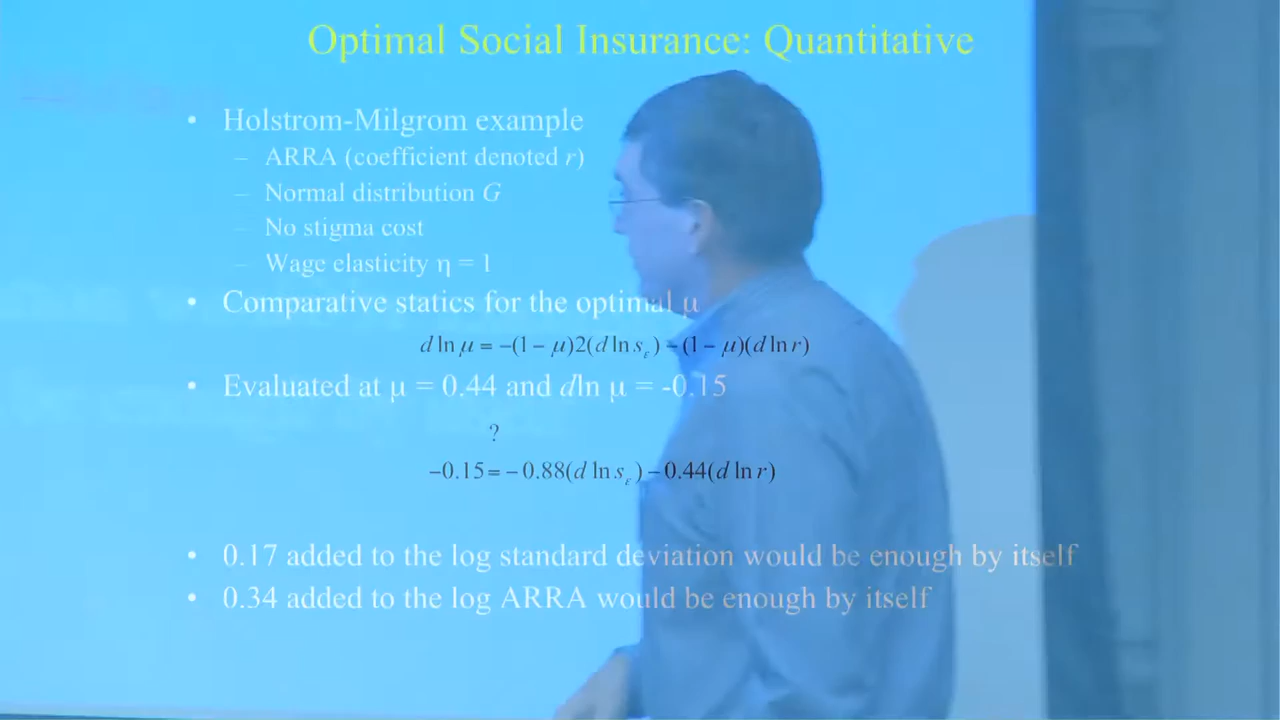 Optimal Social Insurance: Quantitative
• Holstrom-Milgrom example
– ARRA (coefficient denoted r)
– Normal distribution G
– No stigma cost
– Wage elasticity η = 1
• Comparative statics for the optimal μ
d ln μ = −(1 − μ)2(d ln s_ε) − (1 − μ)(d ln r)
• Evaluated at μ = 0.44 and dln μ = -0.15
?
−0.15 = − 0.88(d ln s_ε) − 0.44(d ln r)
• 0.17 added to the log standard deviation would be enough by itself
• 0.34 added to the log ARRA would be enough by itself